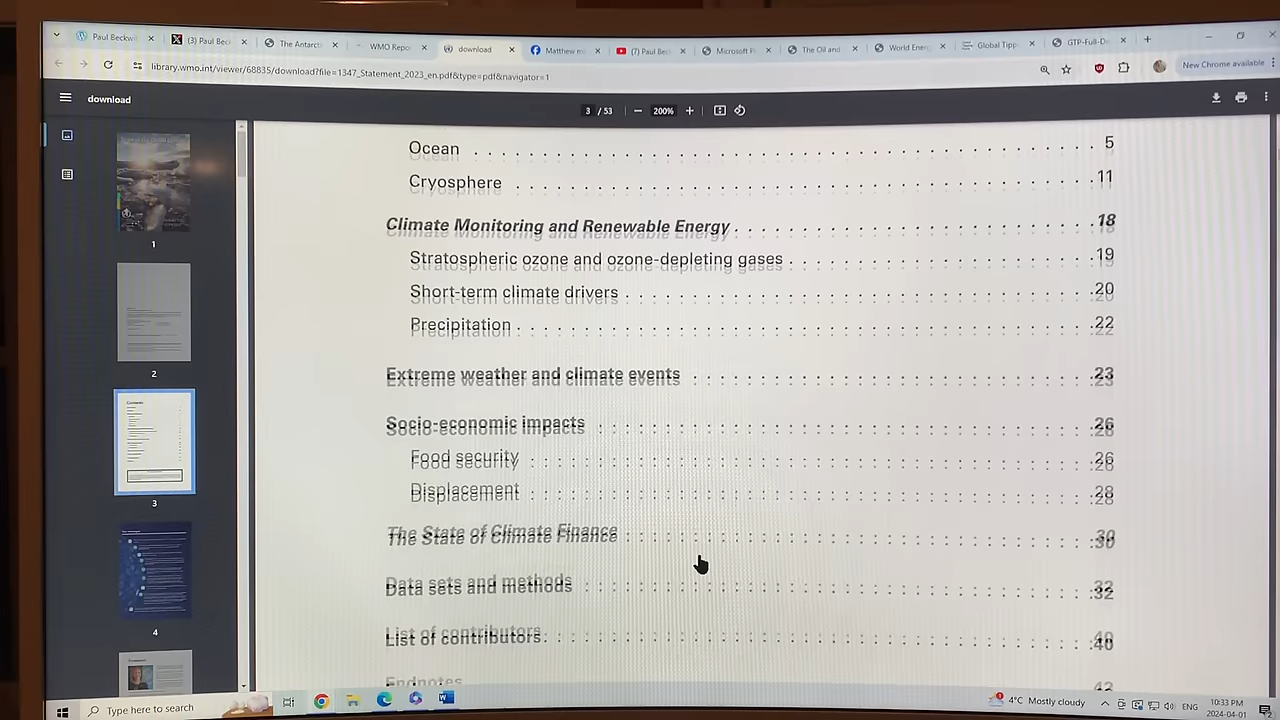 Paul Beckwit
(3) Paul Bec
The Antarct
WMO Repo
download
Matthew m
(7) Paul Bec
Microsoft P
The Oil and
World Ener
Global Tipp
GTP-Full-D
library.wmo.int/viewer/68835/download?file=1347_Statement_2023_en.pdf&type=pdf&navigator=1
New Chrome available
download
3 / 53
200%
Ocean . . . 5
Cryosphere . . . 11
Climate Monitoring and Renewable Energy . . . 18
Stratospheric ozone and ozone-depleting gases . . . 19
Short-term climate drivers . . . 20
Precipitation . . . 22
Extreme weather and climate events . . . 23
Socio-economic impacts . . . 26
Food security . . . 26
Displacement . . . 28
The State of Climate Finance . . . 30
Data sets and methods . . . 32
List of contributors . . . 40
Endnotes
1
2
Contents
3
4
Type here to search
4°C Mostly cloudy
ENG
10:33 PM
2024-04-01